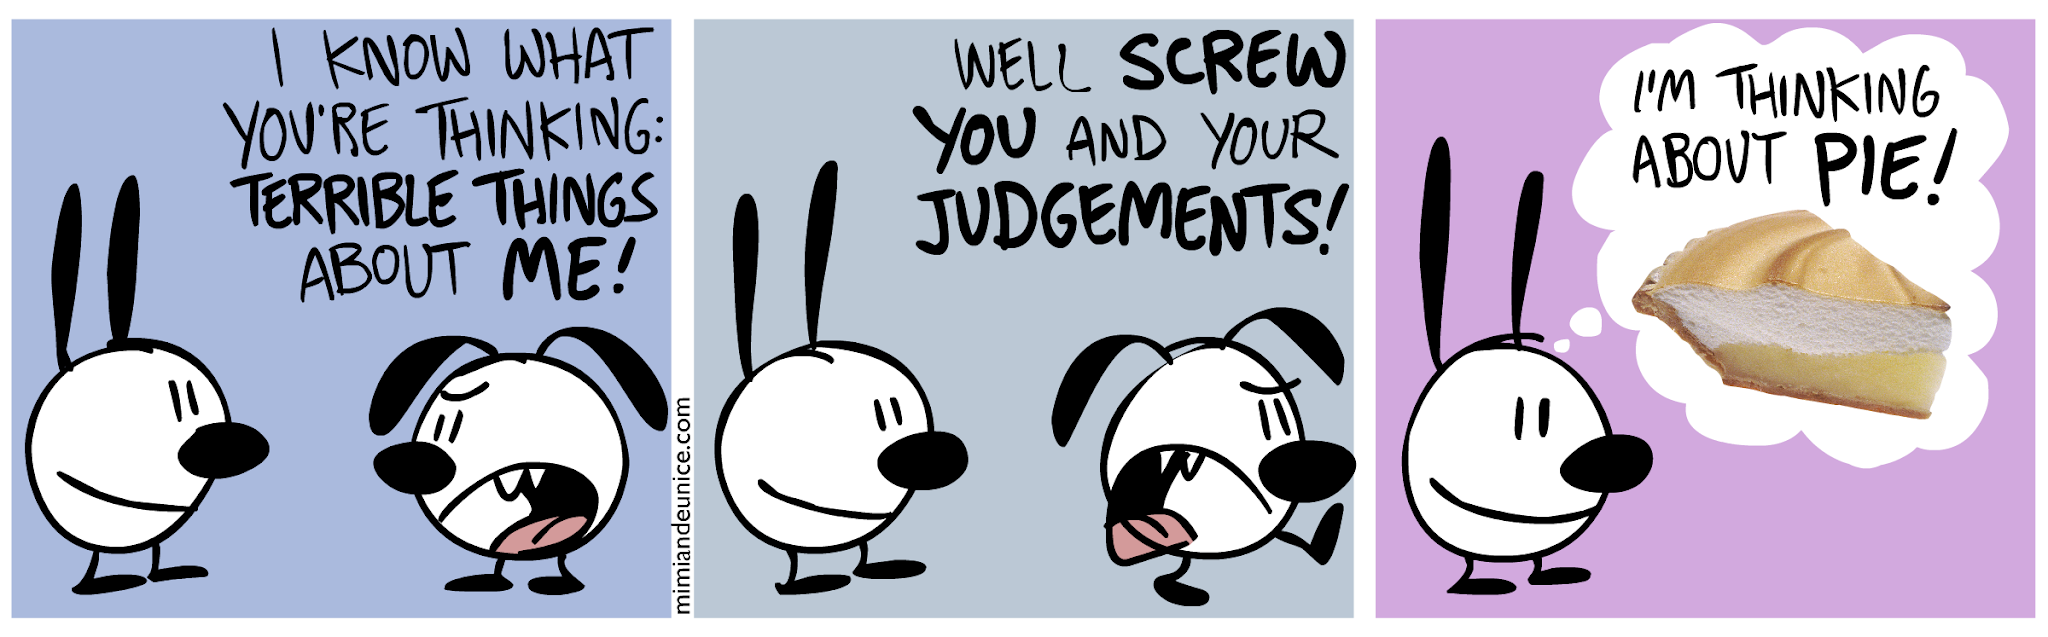 I KNOW WHAT
YOU'RE THINKING:
TERRIBLE THINGS
ABOUT ME!
mimiandeunice.com
WELL SCREW
YOU AND YOUR
JUDGEMENTS!
I'M THINKING
ABOUT PIE!